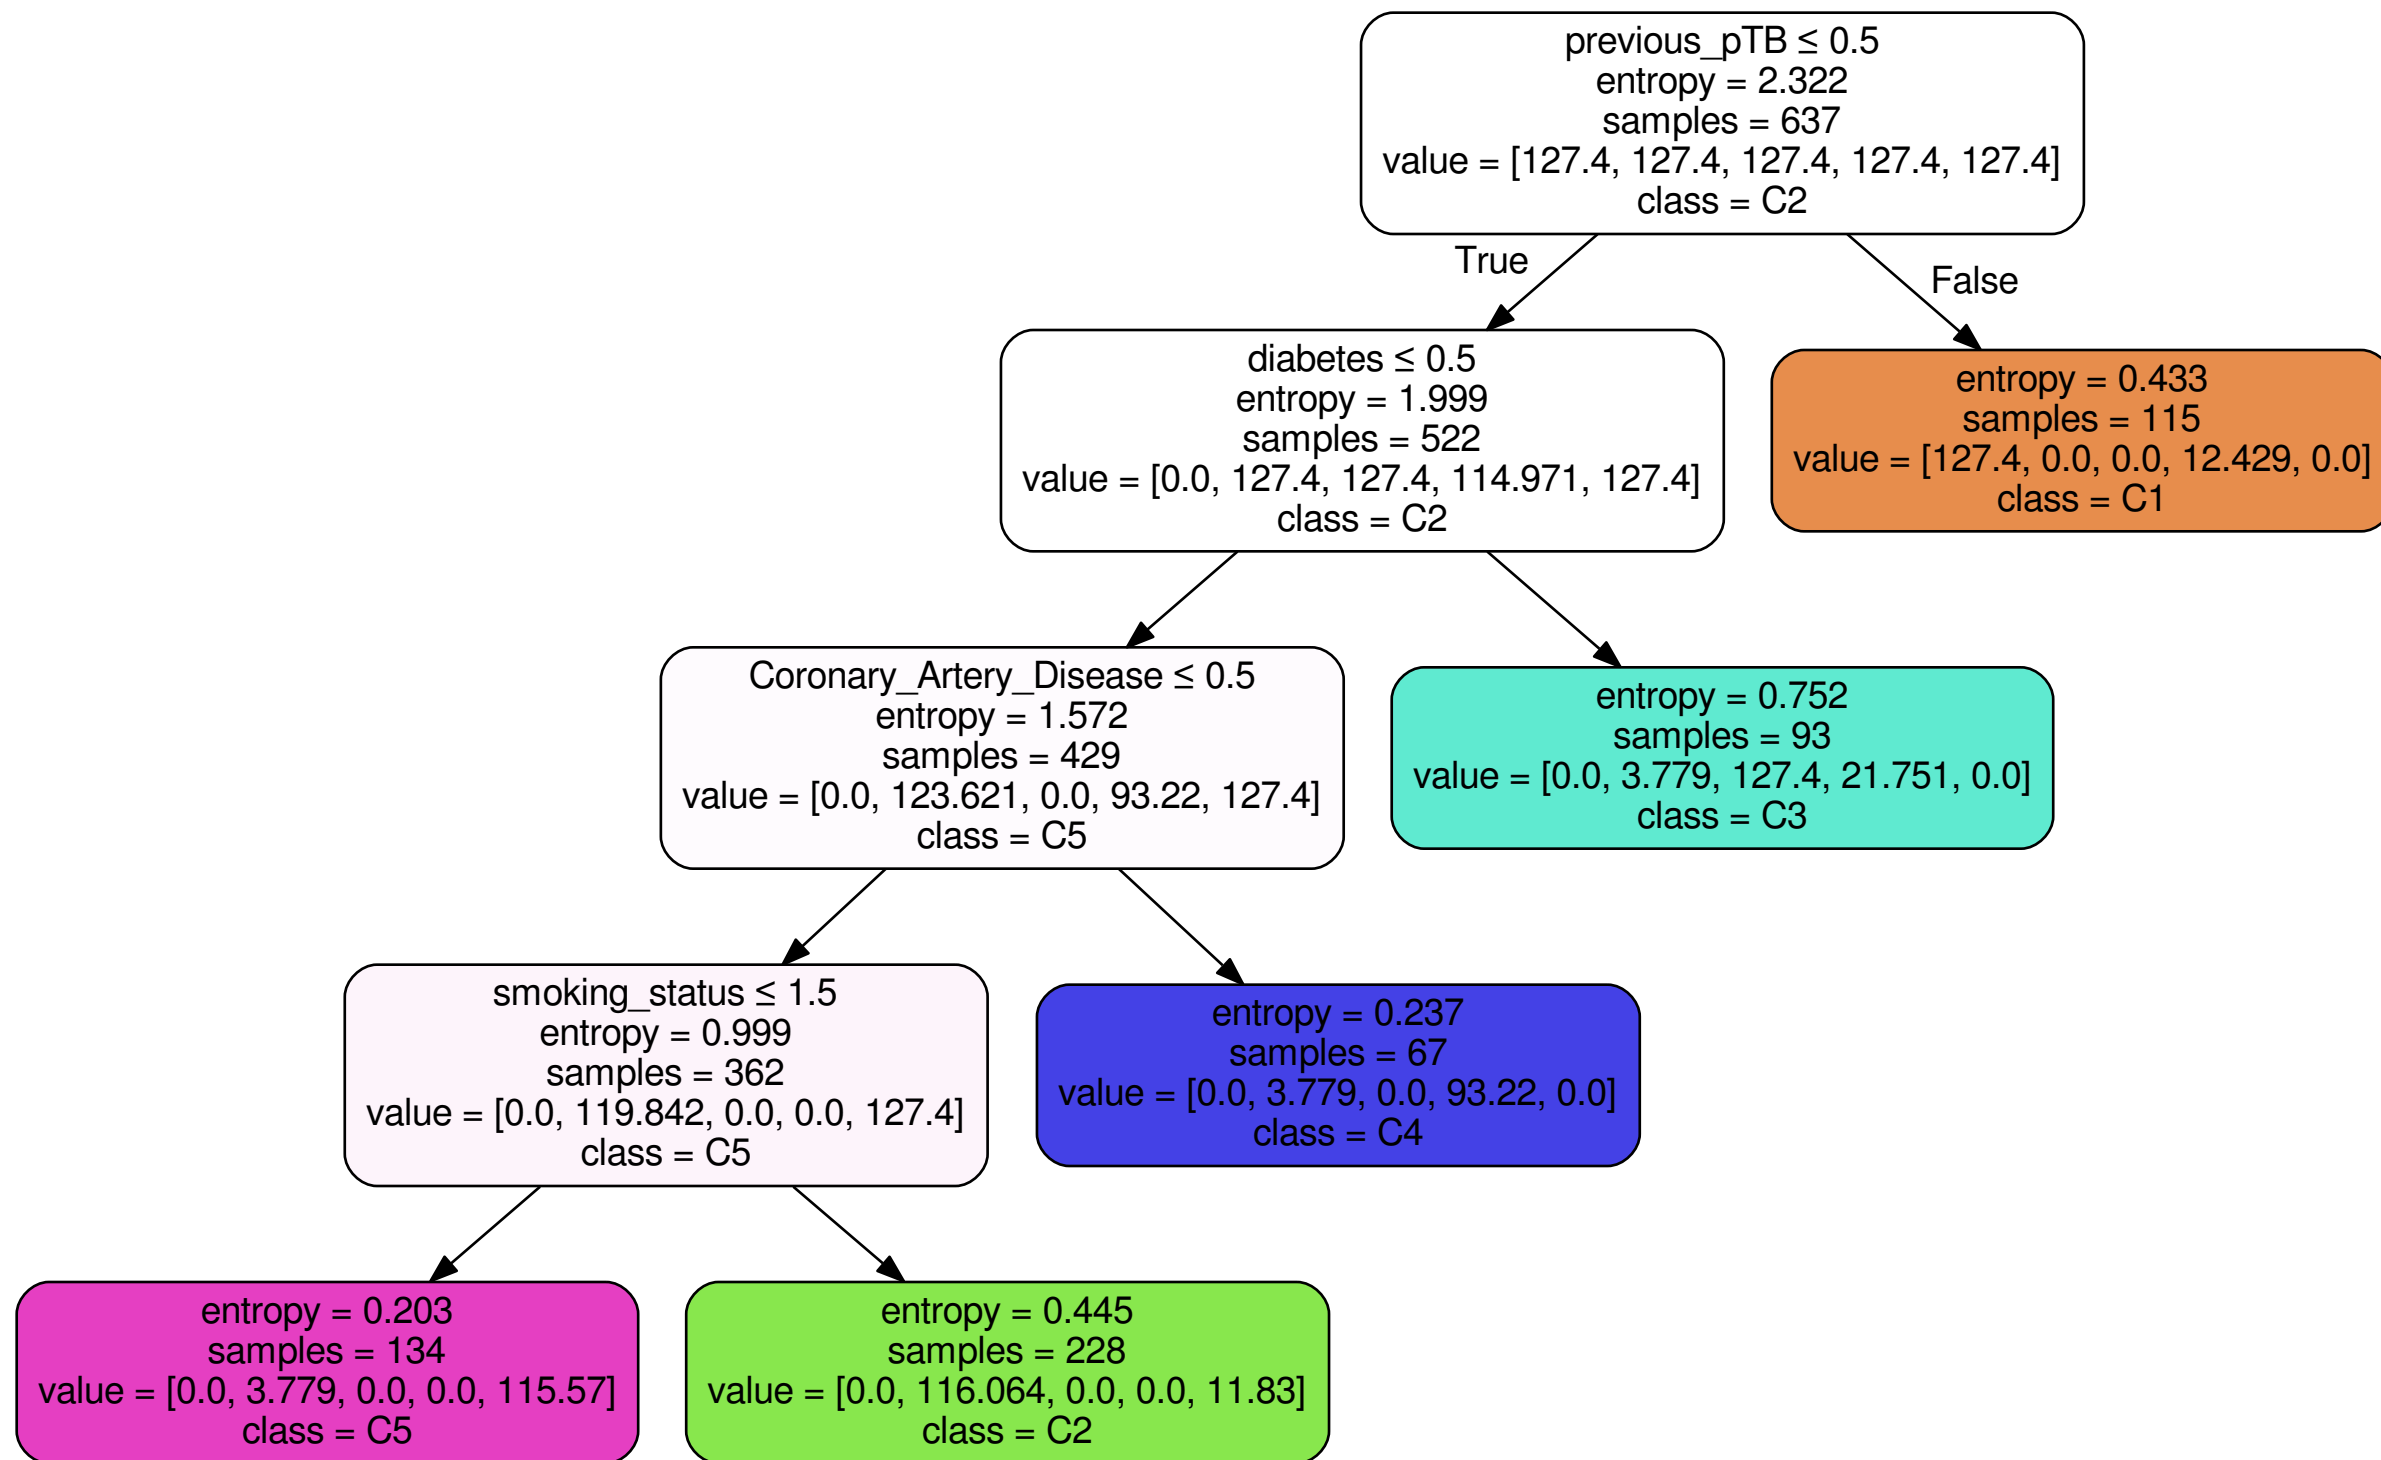 previous_pTB ≤ 0.5
entropy = 2.322
samples = 637
value = [127.4, 127.4, 127.4, 127.4, 127.4]
class = C2
True
False
diabetes ≤ 0.5
entropy = 1.999
samples = 522
value = [0.0, 127.4, 127.4, 114.971, 127.4]
class = C2
entropy = 0.433
samples = 115
value = [127.4, 0.0, 0.0, 12.429, 0.0]
class = C1
Coronary_Artery_Disease ≤ 0.5
entropy = 1.572
samples = 429
value = [0.0, 123.621, 0.0, 93.22, 127.4]
class = C5
entropy = 0.752
samples = 93
value = [0.0, 3.779, 127.4, 21.751, 0.0]
class = C3
smoking_status ≤ 1.5
entropy = 0.999
samples = 362
value = [0.0, 119.842, 0.0, 0.0, 127.4]
class = C5
entropy = 0.237
samples = 67
value = [0.0, 3.779, 0.0, 93.22, 0.0]
class = C4
entropy = 0.203
samples = 134
value = [0.0, 3.779, 0.0, 0.0, 115.57]
class = C5
entropy = 0.445
samples = 228
value = [0.0, 116.064, 0.0, 0.0, 11.83]
class = C2